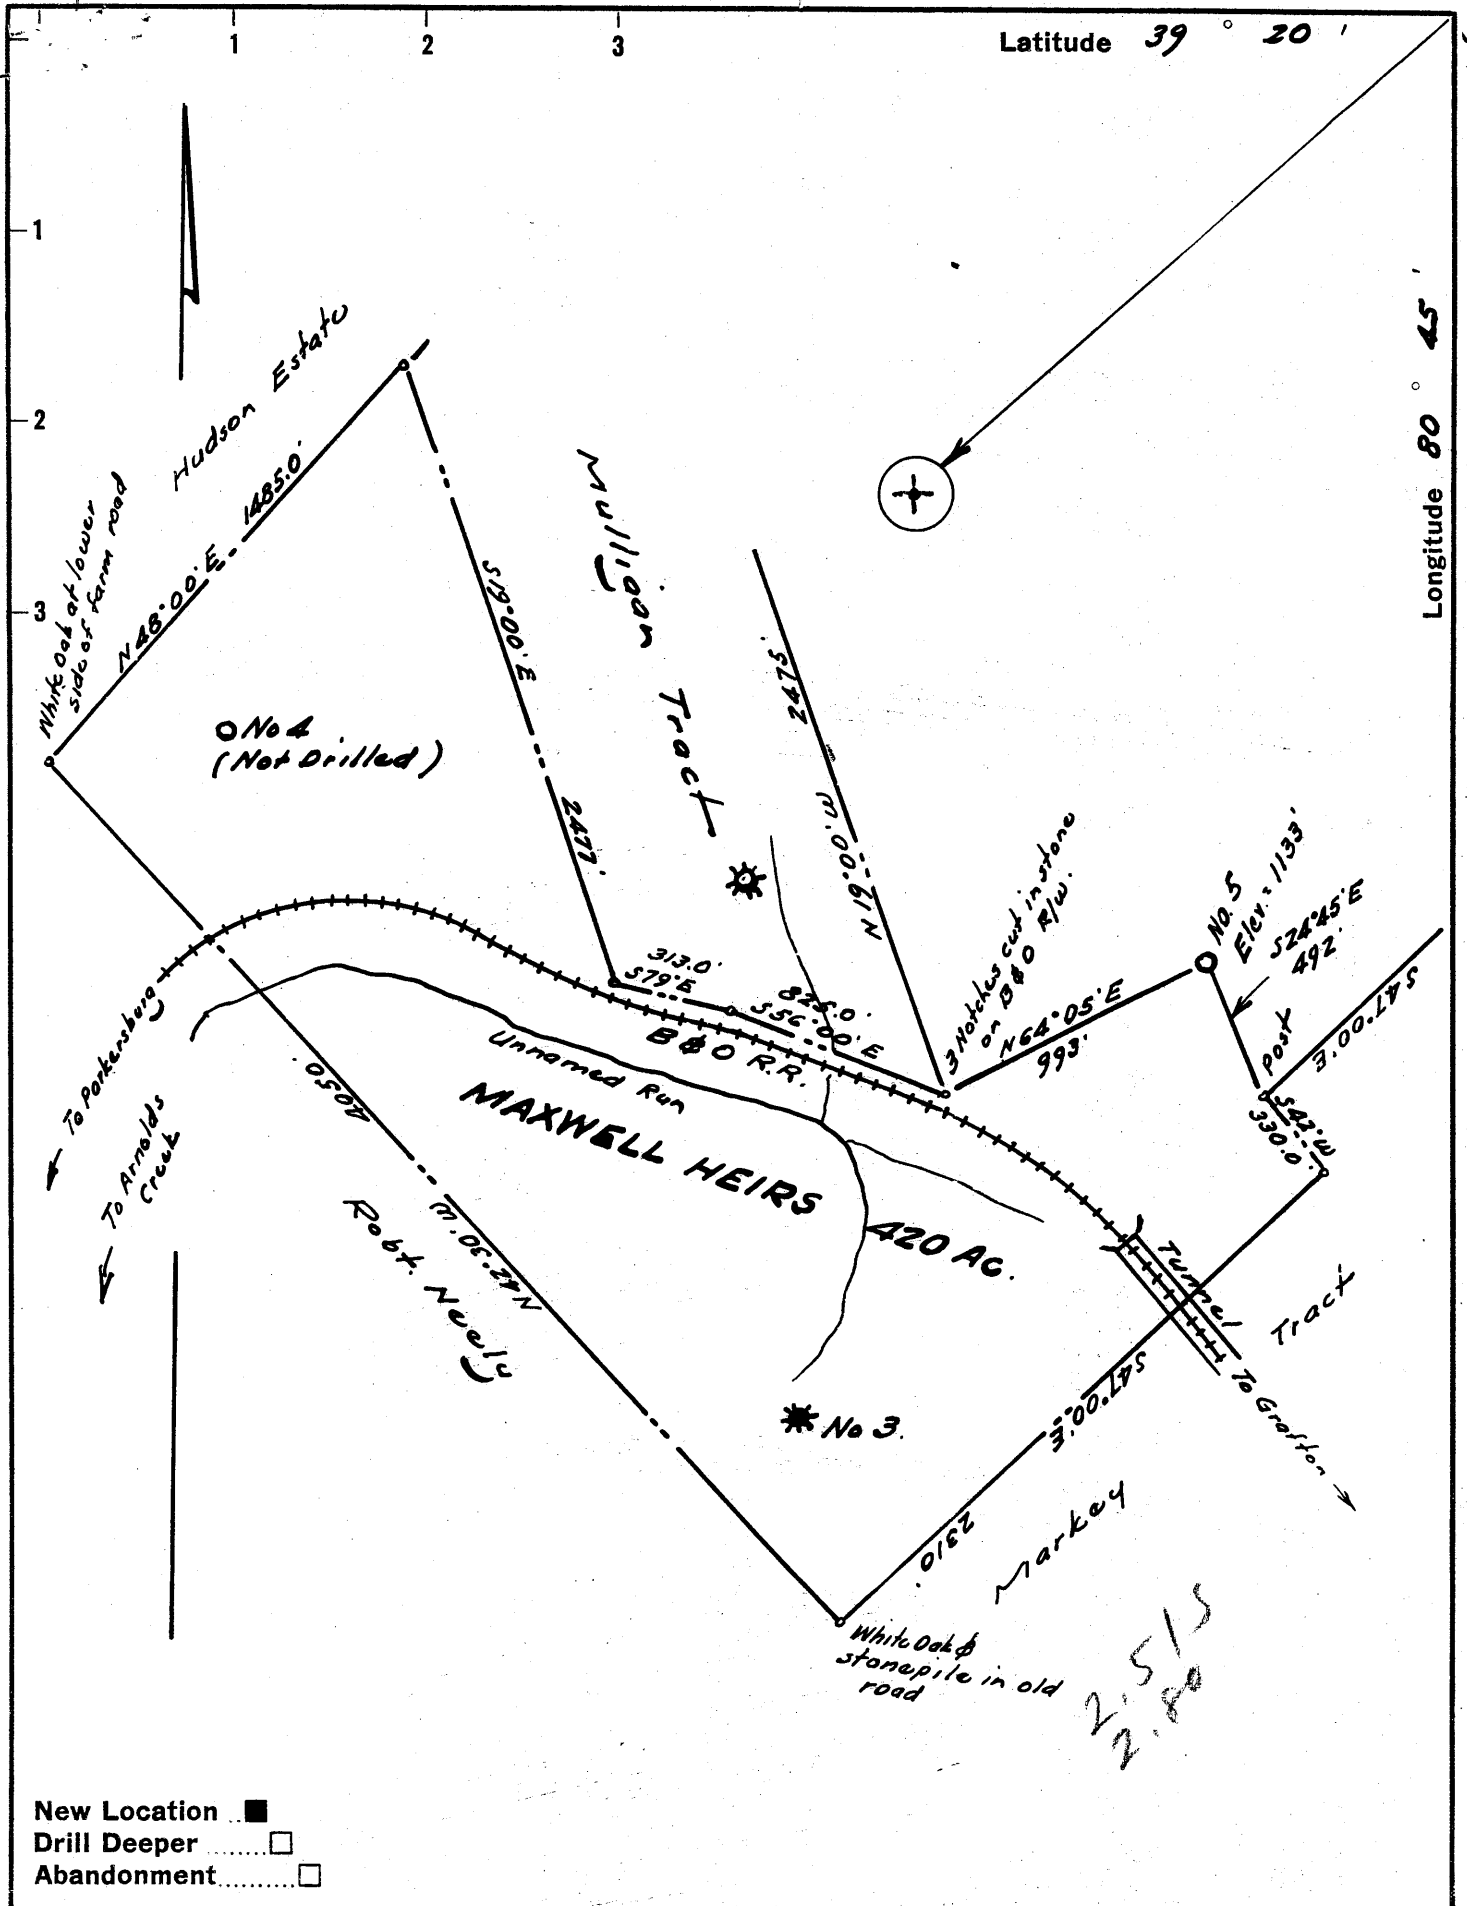 1
2
3
Latitude 39 ° 20 '
1
2
3
Longitude 80 ° 45 '
Hudson Estate
1485.0'
N 48°00' E
White Oak at lower
side of farm road
No 4
(Not Drilled)
S19°00' E
2477'
Mulligan Tract
2475'
N 19°00' W
3 Notches cut in stone
on B&O R/W.
No. 5
Elev. = 1133'
S24°45'E
492'
N64°05'E
993'
Post
S47°00'E
S42°W
330.0'
313.0'
S79°E
825.0'
S56°00' E
B&O R.R.
Unnamed Run
To Parkersburg
To Arnolds
Creek
4050'
N 42°30' W
Robt. Neely
MAXWELL HEIRS
420 AC.
No 3.
Tunnel
To Grafton
S47°00'E
2310'
Markey Tract
White Oak &
stonepile in old
road
2.515
2.80
New Location
Drill Deeper
Abandonment